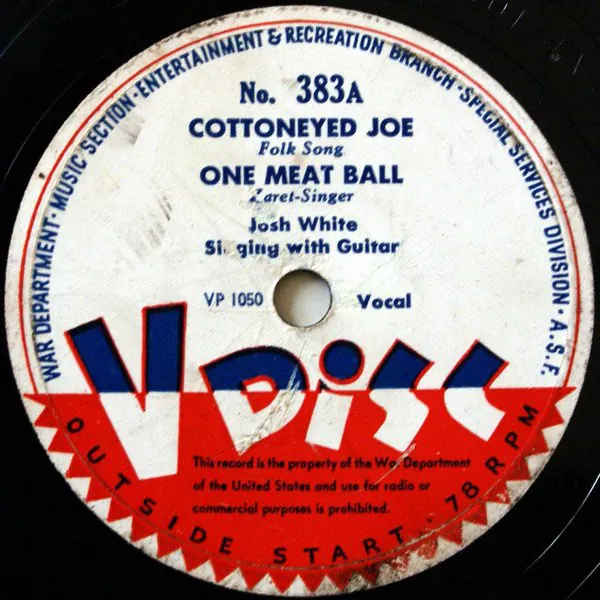 WAR DEPARTMENT · MUSIC SECTION · ENTERTAINMENT & RECREATION BRANCH · SPECIAL SERVICES DIVISION · A.S.F.
No. 383A
COTTONEYED JOE
Folk Song
ONE MEAT BALL
Zaret-Singer
Josh White
Singing with Guitar
VP 1050 Vocal
V DiSC
This record is the property of the War Department
of the United States and use for radio or
commercial purposes is prohibited.
OUTSIDE START · 78 RPM